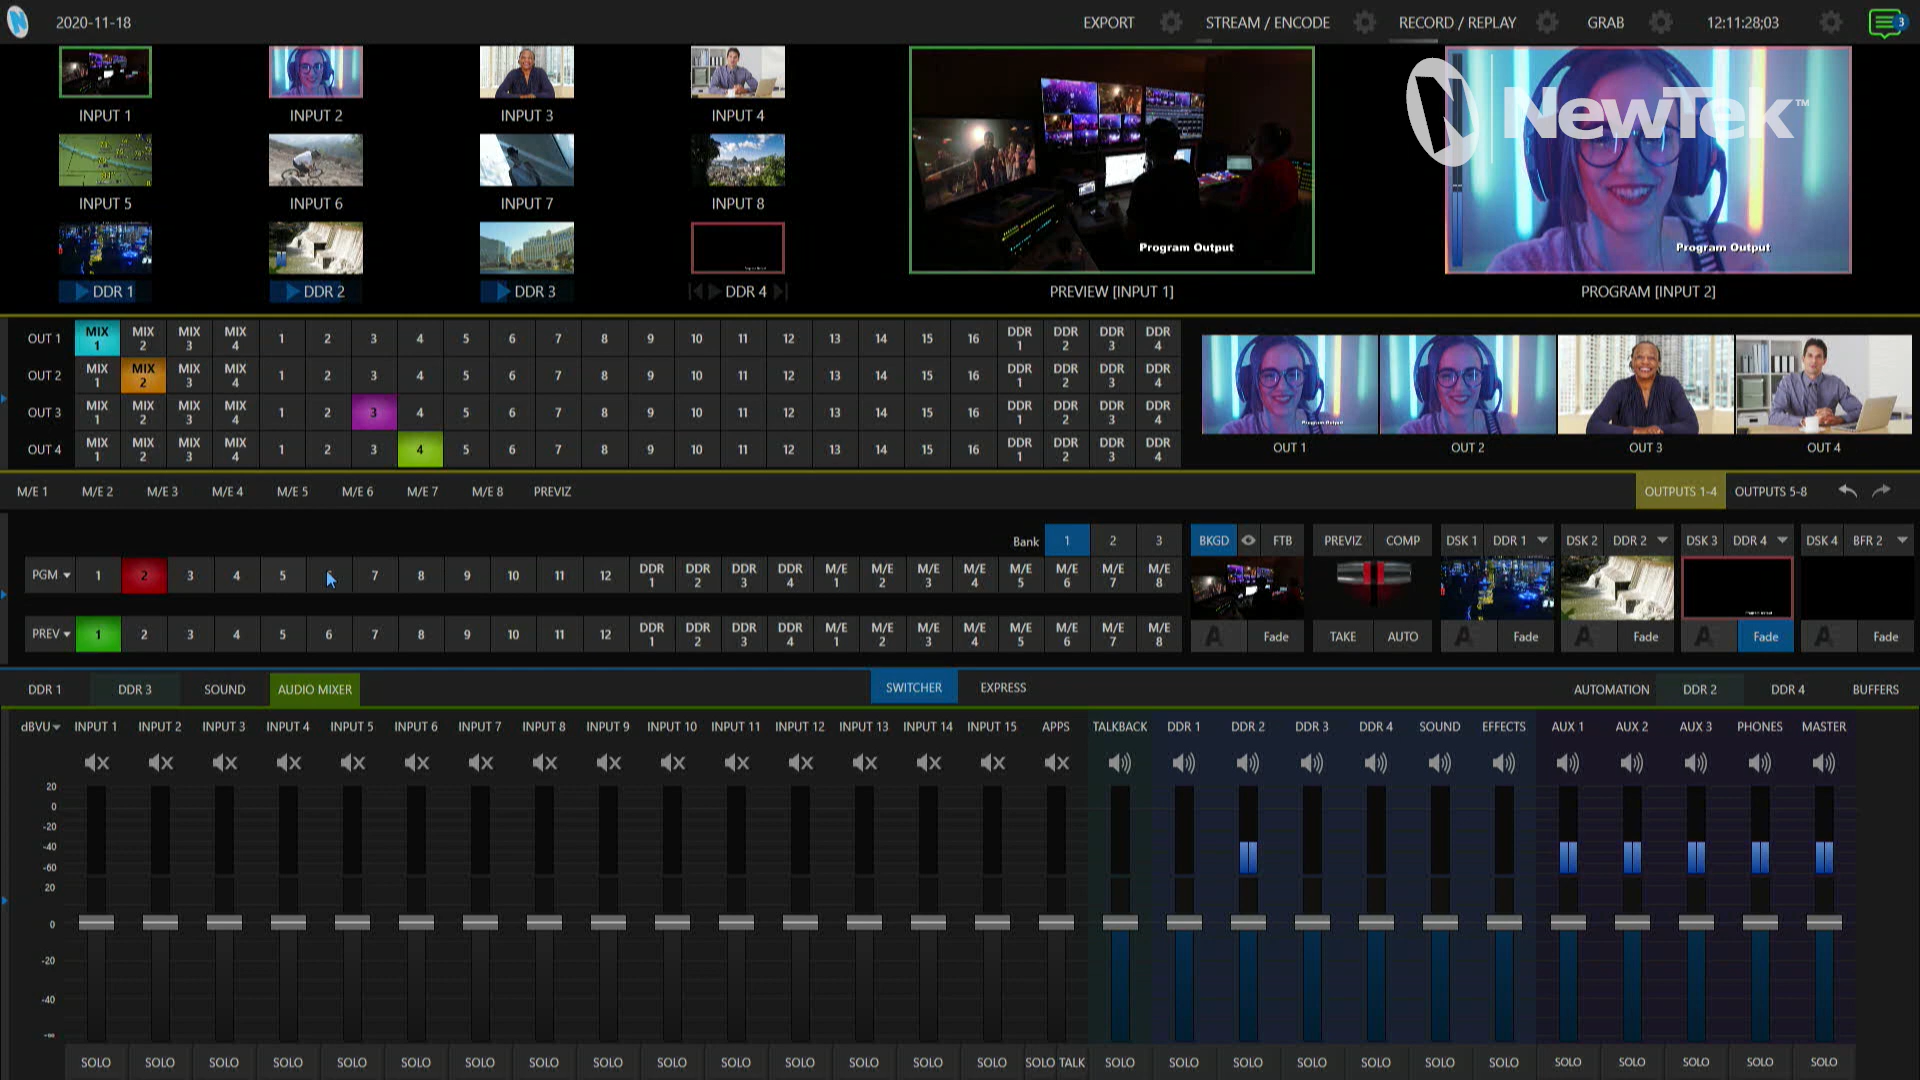 2020-11-18 EXPORT STREAM / ENCODE RECORD / REPLAY GRAB 12:11:28;03 3
NewTek™
INPUT 1 INPUT 2 INPUT 3 INPUT 4
INPUT 5 INPUT 6 INPUT 7 INPUT 8
Program Output Program Output
DDR 1 DDR 2 DDR 3 DDR 4 PREVIEW [INPUT 1] PROGRAM [INPUT 2]
OUT 1 MIX 1 MIX 2 MIX 3 MIX 4 1 2 3 4 5 6 7 8 9 10 11 12 13 14 15 16 DDR 1 DDR 2 DDR 3 DDR 4
OUT 2 MIX 1 MIX 2 MIX 3 MIX 4 1 2 3 4 5 6 7 8 9 10 11 12 13 14 15 16 DDR 1 DDR 2 DDR 3 DDR 4
OUT 3 MIX 1 MIX 2 MIX 3 MIX 4 1 2 3 4 5 6 7 8 9 10 11 12 13 14 15 16 DDR 1 DDR 2 DDR 3 DDR 4
Program Output
OUT 4 MIX 1 MIX 2 MIX 3 MIX 4 1 2 3 4 5 6 7 8 9 10 11 12 13 14 15 16 DDR 1 DDR 2 DDR 3 DDR 4
OUT 1 OUT 2 OUT 3 OUT 4
M/E 1 M/E 2 M/E 3 M/E 4 M/E 5 M/E 6 M/E 7 M/E 8 PREVIZ OUTPUTS 1-4 OUTPUTS 5-8
Bank 1 2 3 BKGD FTB PREVIZ COMP DSK 1 DDR 1 DSK 2 DDR 2 DSK 3 DDR 4 DSK 4 BFR 2
PGM 1 2 3 4 5 7 8 9 10 11 12 DDR 1 DDR 2 DDR 3 DDR 4 M/E 1 M/E 2 M/E 3 M/E 4 M/E 5 M/E 6 M/E 7 M/E 8
PREV 1 2 3 4 5 6 7 8 9 10 11 12 DDR 1 DDR 2 DDR 3 DDR 4 M/E 1 M/E 2 M/E 3 M/E 4 M/E 5 M/E 6 M/E 7 M/E 8
A Fade TAKE AUTO A Fade A Fade A Fade A Fade
DDR 1 DDR 3 SOUND AUDIO MIXER SWITCHER EXPRESS AUTOMATION DDR 2 DDR 4 BUFFERS
dBVU INPUT 1 INPUT 2 INPUT 3 INPUT 4 INPUT 5 INPUT 6 INPUT 7 INPUT 8 INPUT 9 INPUT 10 INPUT 11 INPUT 12 INPUT 13 INPUT 14 INPUT 15 APPS TALKBACK DDR 1 DDR 2 DDR 3 DDR 4 SOUND EFFECTS AUX 1 AUX 2 AUX 3 PHONES MASTER
20
0
-20
-40
-60
20
0
-20
-40
-∞
SOLO SOLO SOLO SOLO SOLO SOLO SOLO SOLO SOLO SOLO SOLO SOLO SOLO SOLO SOLO SOLO TALK SOLO SOLO SOLO SOLO SOLO SOLO SOLO SOLO SOLO SOLO SOLO SOLO